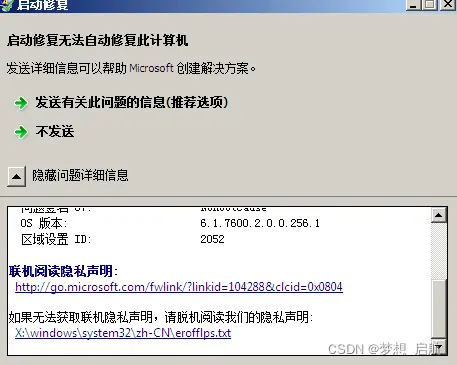 启动修复
启动修复无法自动修复此计算机
发送详细信息可以帮助 Microsoft 创建解决方案。
发送有关此问题的信息(推荐选项)
不发送
隐藏问题详细信息
OS 版本: 6.1.7600.2.0.0.256.1
区域设置 ID: 2052
联机阅读隐私声明:
http://go.microsoft.com/fwlink/?linkid=104288&clcid=0x0804
如果无法获取联机隐私声明，请脱机阅读我们的隐私声明:
X:\windows\system32\zh-CN\erofflps.txt
CSDN @梦想_启航